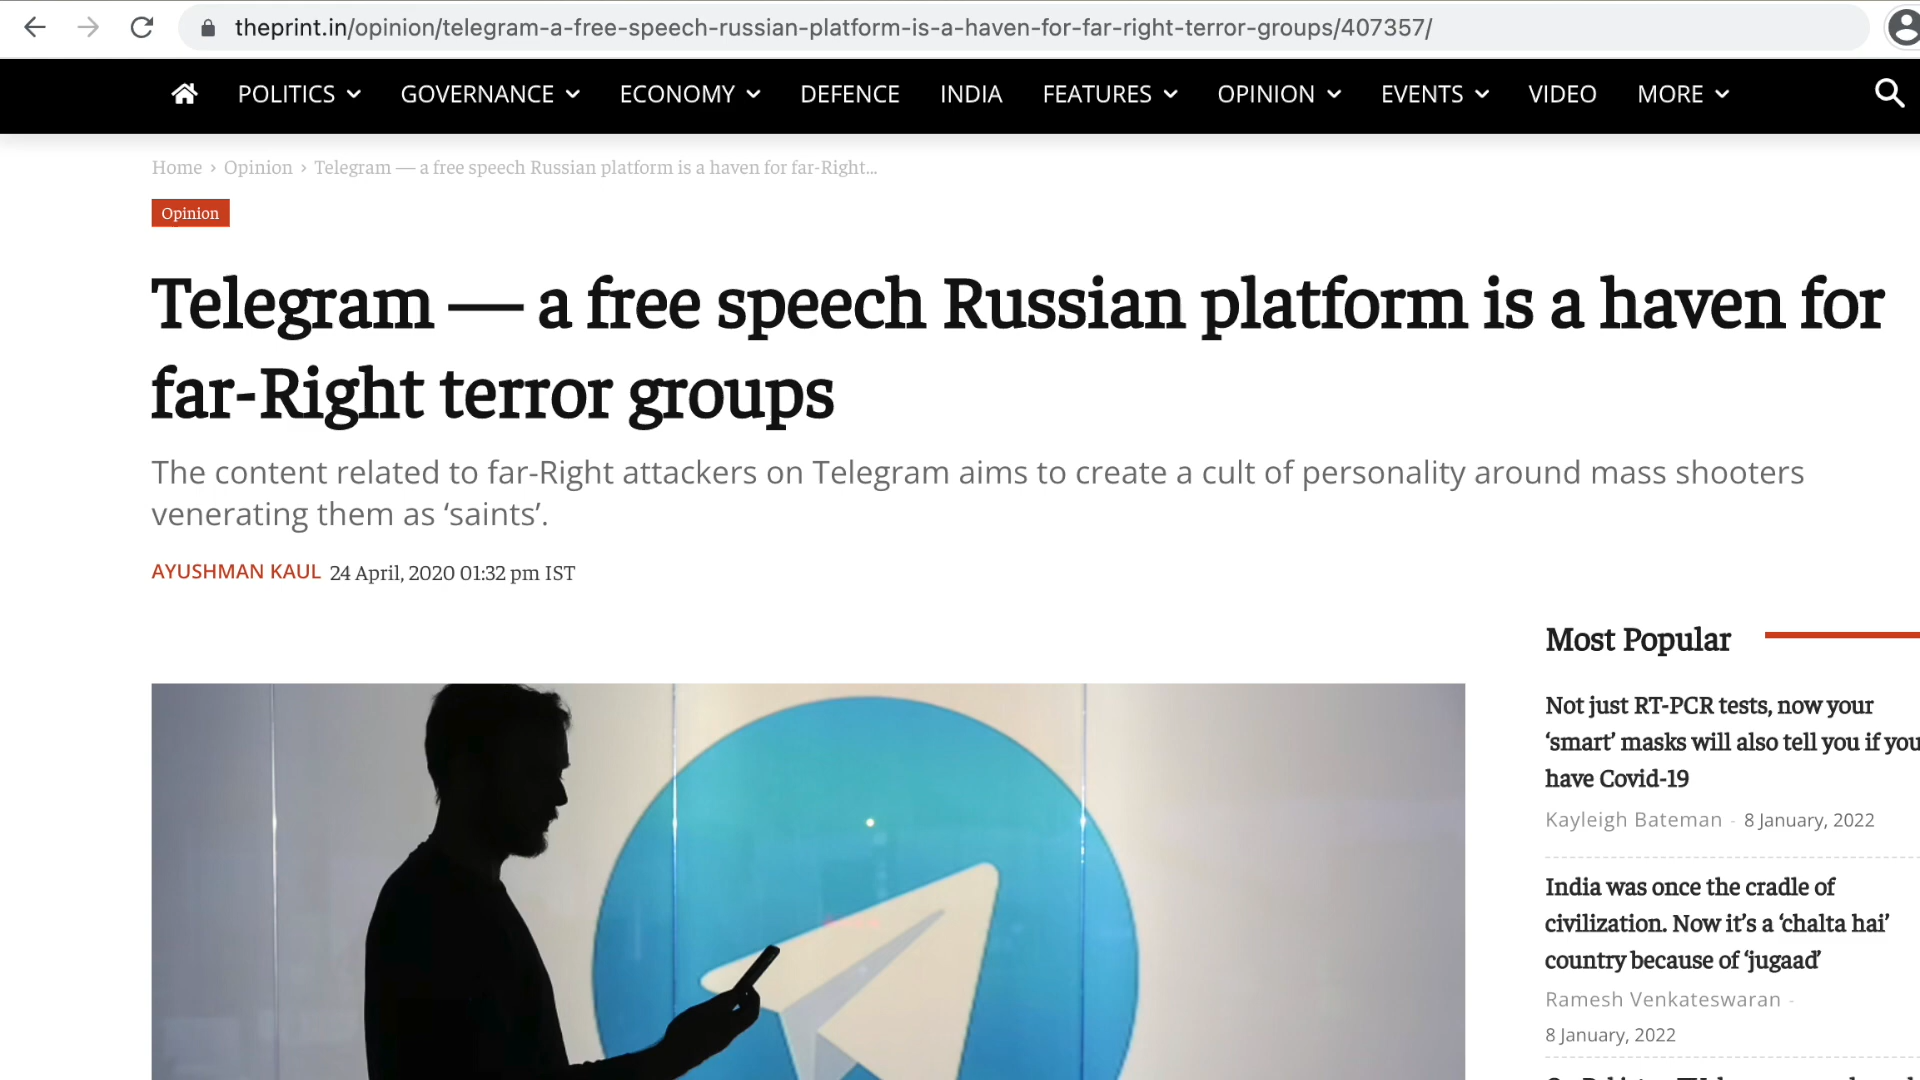 theprint.in/opinion/telegram-a-free-speech-russian-platform-is-a-haven-for-far-right-terror-groups/407357/
POLITICS GOVERNANCE ECONOMY DEFENCE INDIA FEATURES OPINION EVENTS VIDEO MORE
Home › Opinion › Telegram — a free speech Russian platform is a haven for far-Right...
Opinion
Telegram — a free speech Russian platform is a haven for
far-Right terror groups
The content related to far-Right attackers on Telegram aims to create a cult of personality around mass shooters
venerating them as ‘saints’.
AYUSHMAN KAUL 24 April, 2020 01:32 pm IST
Most Popular
Not just RT-PCR tests, now your
‘smart’ masks will also tell you if you
have Covid-19
Kayleigh Bateman - 8 January, 2022
India was once the cradle of
civilization. Now it’s a ‘chalta hai’
country because of ‘jugaad’
Ramesh Venkateswaran -
8 January, 2022